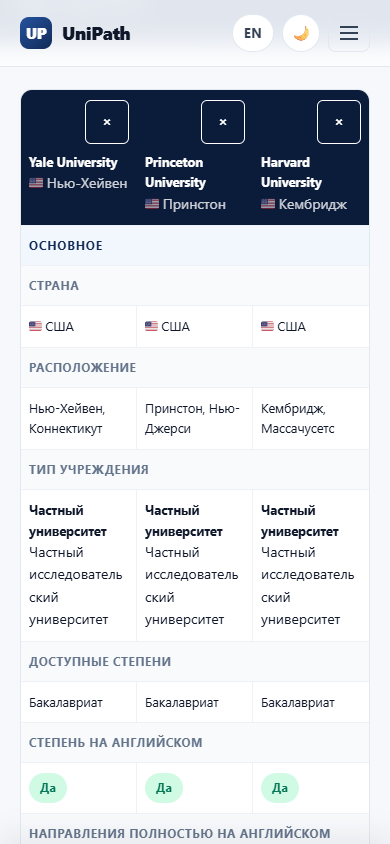 UP UniPath EN
× × ×
Yale University Princeton University Harvard University
Нью-Хейвен Принстон Кембридж
ОСНОВНОЕ
СТРАНА
США США США
РАСПОЛОЖЕНИЕ
Нью-Хейвен, Принстон, Нью- Кембридж,
Коннектикут Джерси Массачусетс
ТИП УЧРЕЖДЕНИЯ
Частный Частный Частный
университет университет университет
Частный Частный Частный
исследователь исследователь исследователь
ский ский ский
университет университет университет
ДОСТУПНЫЕ СТЕПЕНИ
Бакалавриат Бакалавриат Бакалавриат
СТЕПЕНЬ НА АНГЛИЙСКОМ
Да Да Да
НАПРАВЛЕНИЯ ПОЛНОСТЬЮ НА АНГЛИЙСКОМ